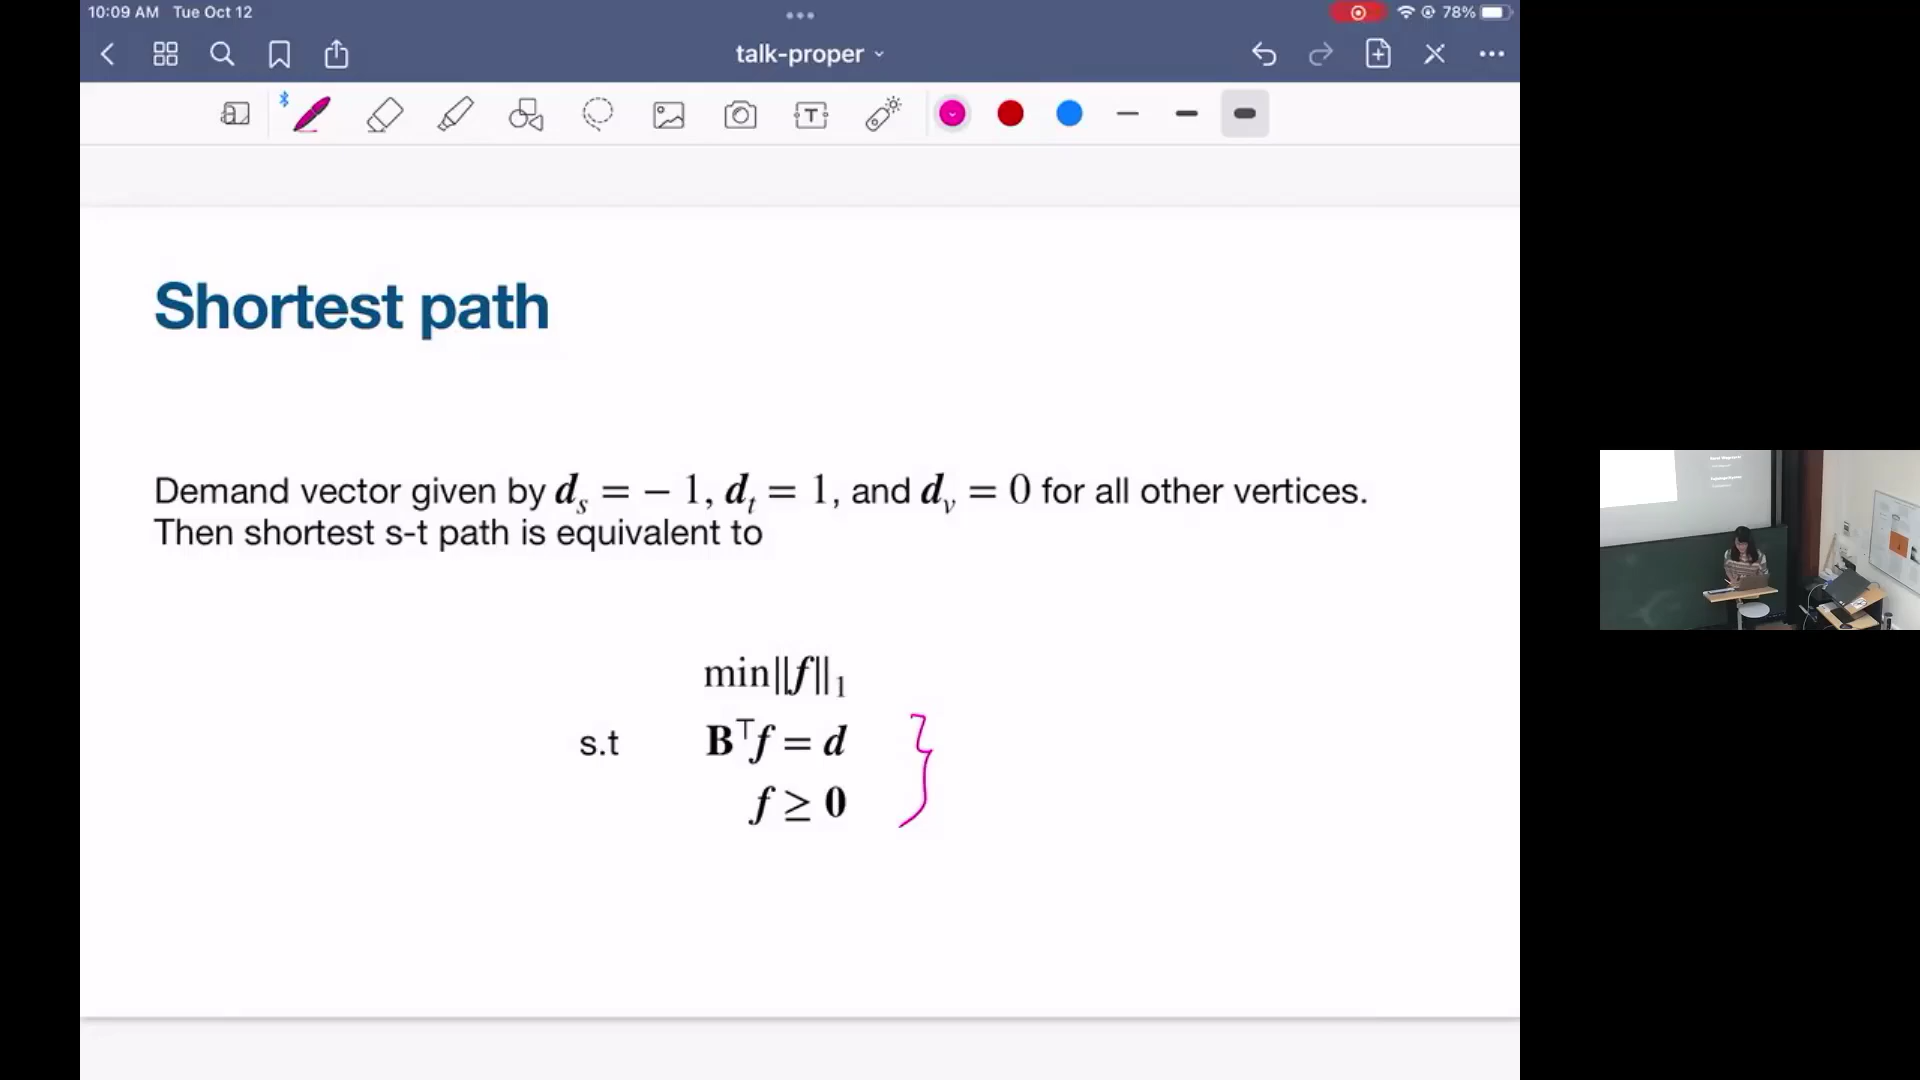 10:09 AM Tue Oct 12
78%
talk-proper
Shortest path
Demand vector given by d_s = − 1, d_t = 1, and d_v = 0 for all other vertices.
Then shortest s-t path is equivalent to
min‖f‖₁
s.t B⊤f = d
f ≥ 0